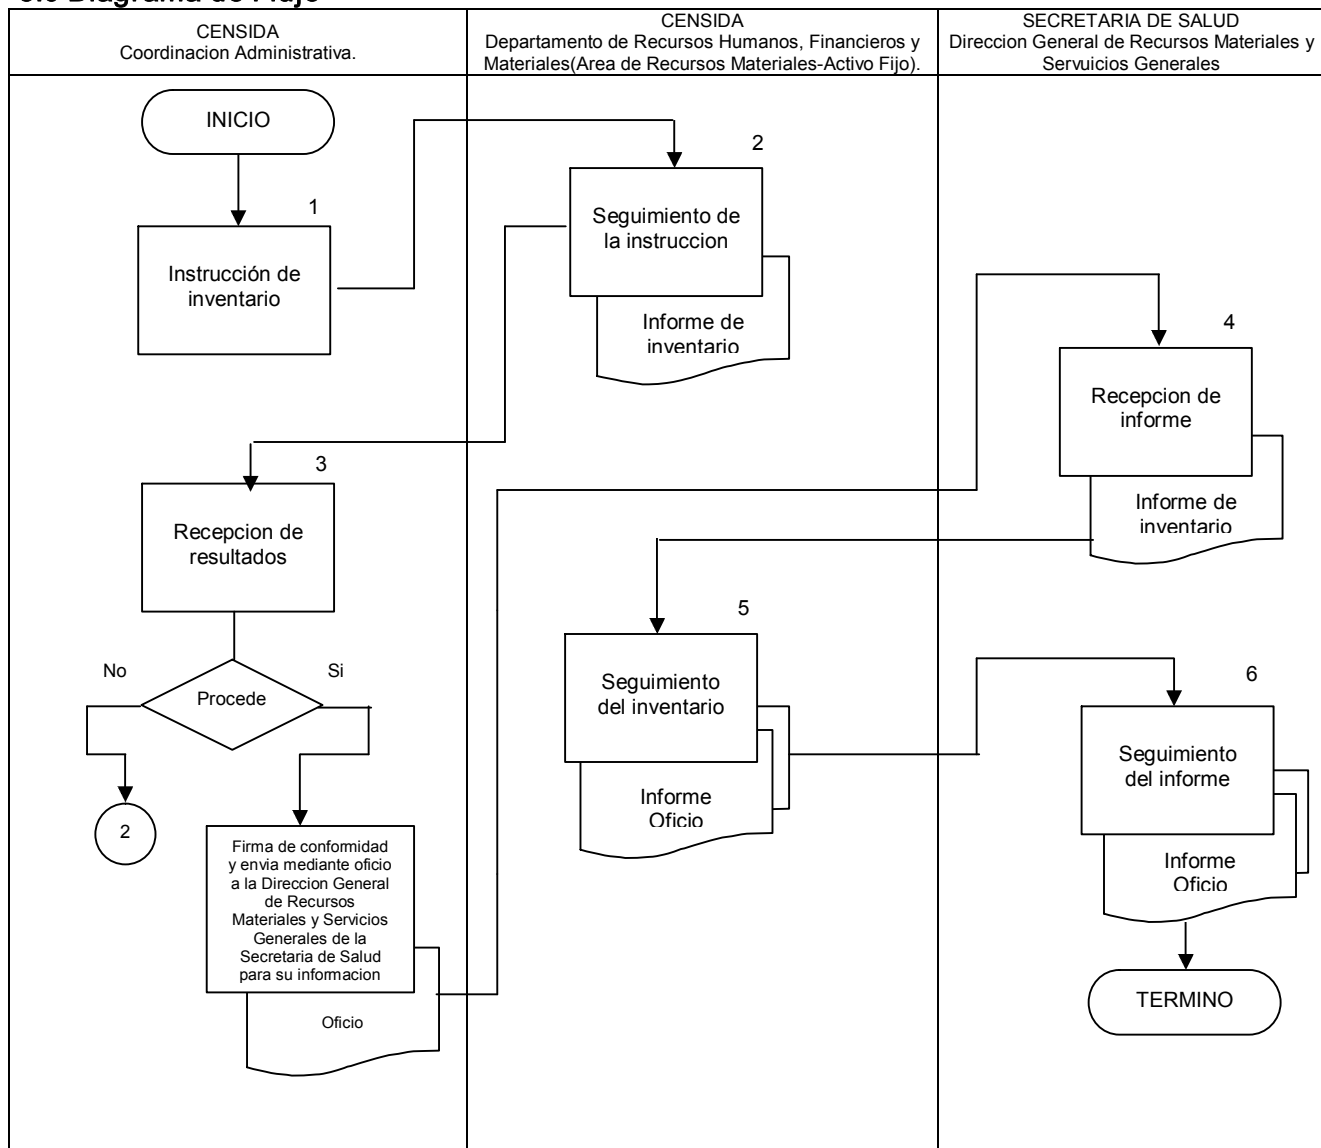 CENSIDA
Coordinacion Administrativa.
CENSIDA
Departamento de Recursos Humanos, Financieros y
Materiales(Area de Recursos Materiales-Activo Fijo).
SECRETARIA DE SALUD
Direccion General de Recursos Materiales y
Servuicios Generales
INICIO
1
Instrucción de
inventario
2
Seguimiento de
la instruccion
Informe de
inventario
3
Recepcion de
resultados
No
Procede
Si
2
Firma de conformidad
y envia mediante oficio
a la Direccion General
de Recursos
Materiales y Servicios
Generales de la
Secretaria de Salud
para su informacion
Oficio
4
Recepcion de
informe
Informe de
inventario
5
Seguimiento
del inventario
Informe
Oficio
6
Seguimiento
del informe
Informe
Oficio
TERMINO